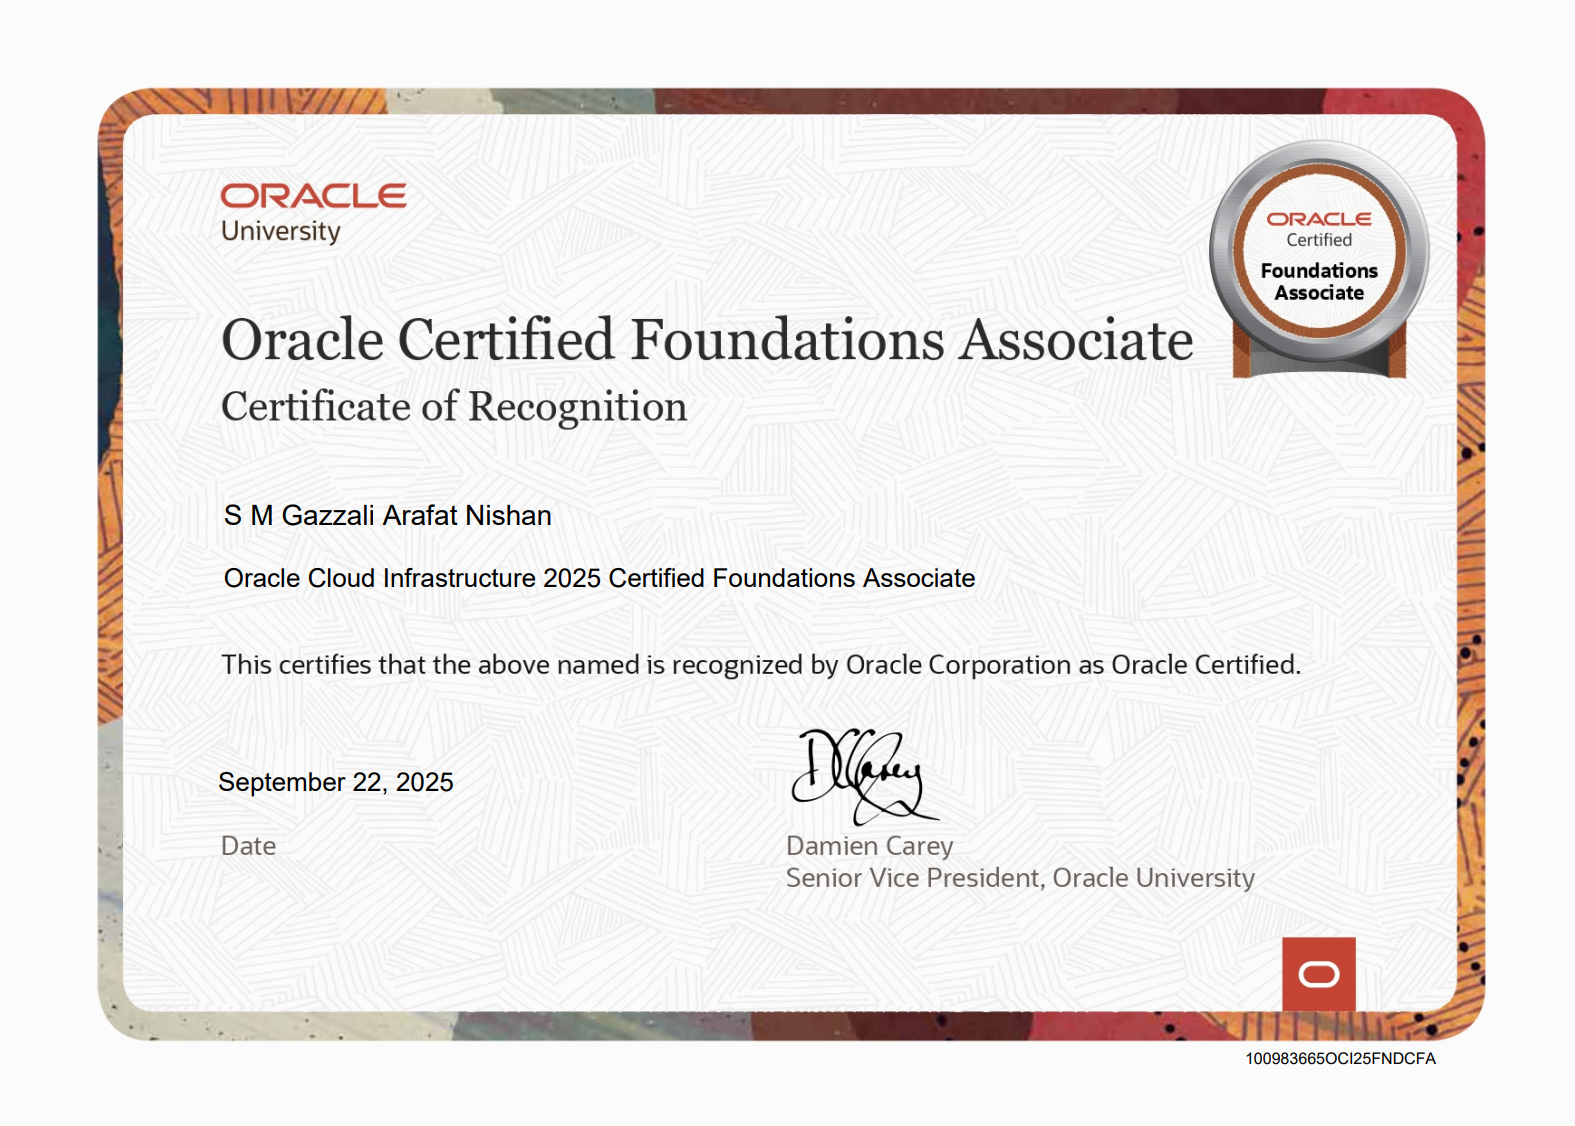 ORACLE
University
ORACLE
Certified
Foundations
Associate
Oracle Certified Foundations Associate
Certificate of Recognition
S M Gazzali Arafat Nishan
Oracle Cloud Infrastructure 2025 Certified Foundations Associate
This certifies that the above named is recognized by Oracle Corporation as Oracle Certified.
DCarey
September 22, 2025
Date
Damien Carey
Senior Vice President, Oracle University
100983665OCI25FNDCFA